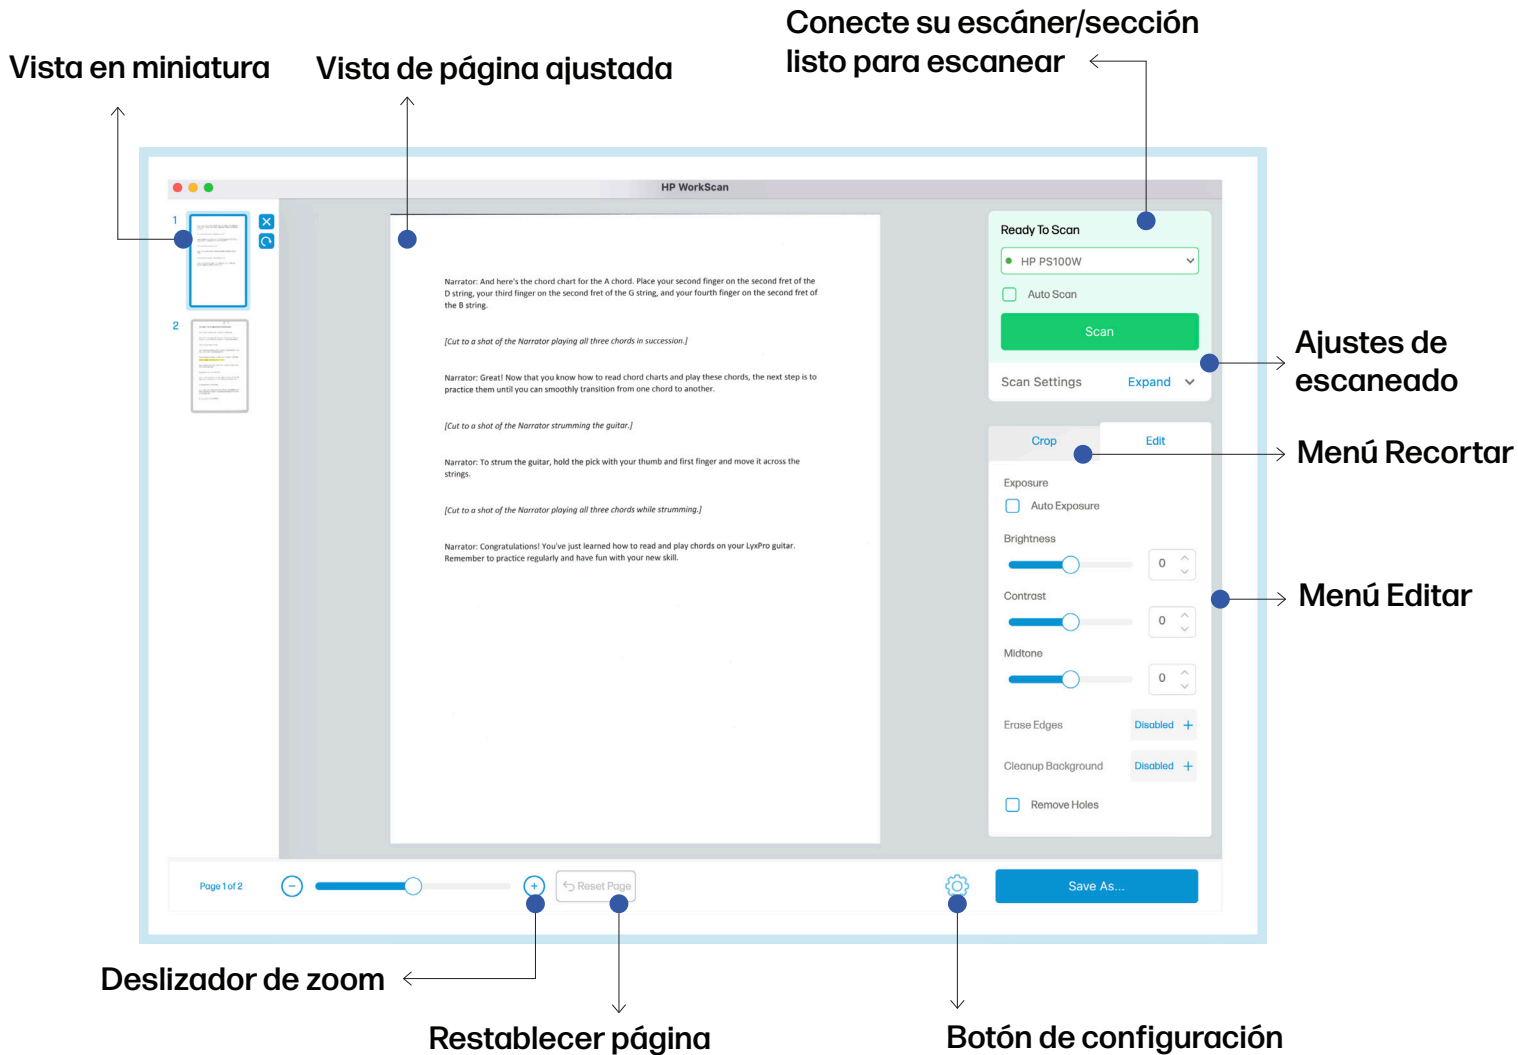 Conecte su escáner/sección
listo para escanear
Vista en miniatura
Vista de página ajustada
HP WorkScan
1
2
Narrator: And here's the chord chart for the A chord. Place your second finger on the second fret of the
D string, your third finger on the second fret of the G string, and your fourth finger on the second fret of
the B string.
[Cut to a shot of the Narrator playing all three chords in succession.]
Narrator: Great! Now that you know how to read chord charts and play these chords, the next step is to
practice them until you can smoothly transition from one chord to another.
[Cut to a shot of the Narrator strumming the guitar.]
Narrator: To strum the guitar, hold the pick with your thumb and first finger and move it across the
strings.
[Cut to a shot of the Narrator playing all three chords while strumming.]
Narrator: Congratulations! You've just learned how to read and play chords on your LyxPro guitar.
Remember to practice regularly and have fun with your new skill.
Ready To Scan
HP PS100W
Auto Scan
Scan
Scan Settings Expand
Ajustes de
escaneado
Crop Edit
Menú Recortar
Exposure
Auto Exposure
Brightness
0
Contrast
0
Menú Editar
Midtone
0
Erase Edges Disabled +
Cleanup Background Disabled +
Remove Holes
Page 1 of 2
Reset Page
Save As...
Deslizador de zoom
Restablecer página
Botón de configuración